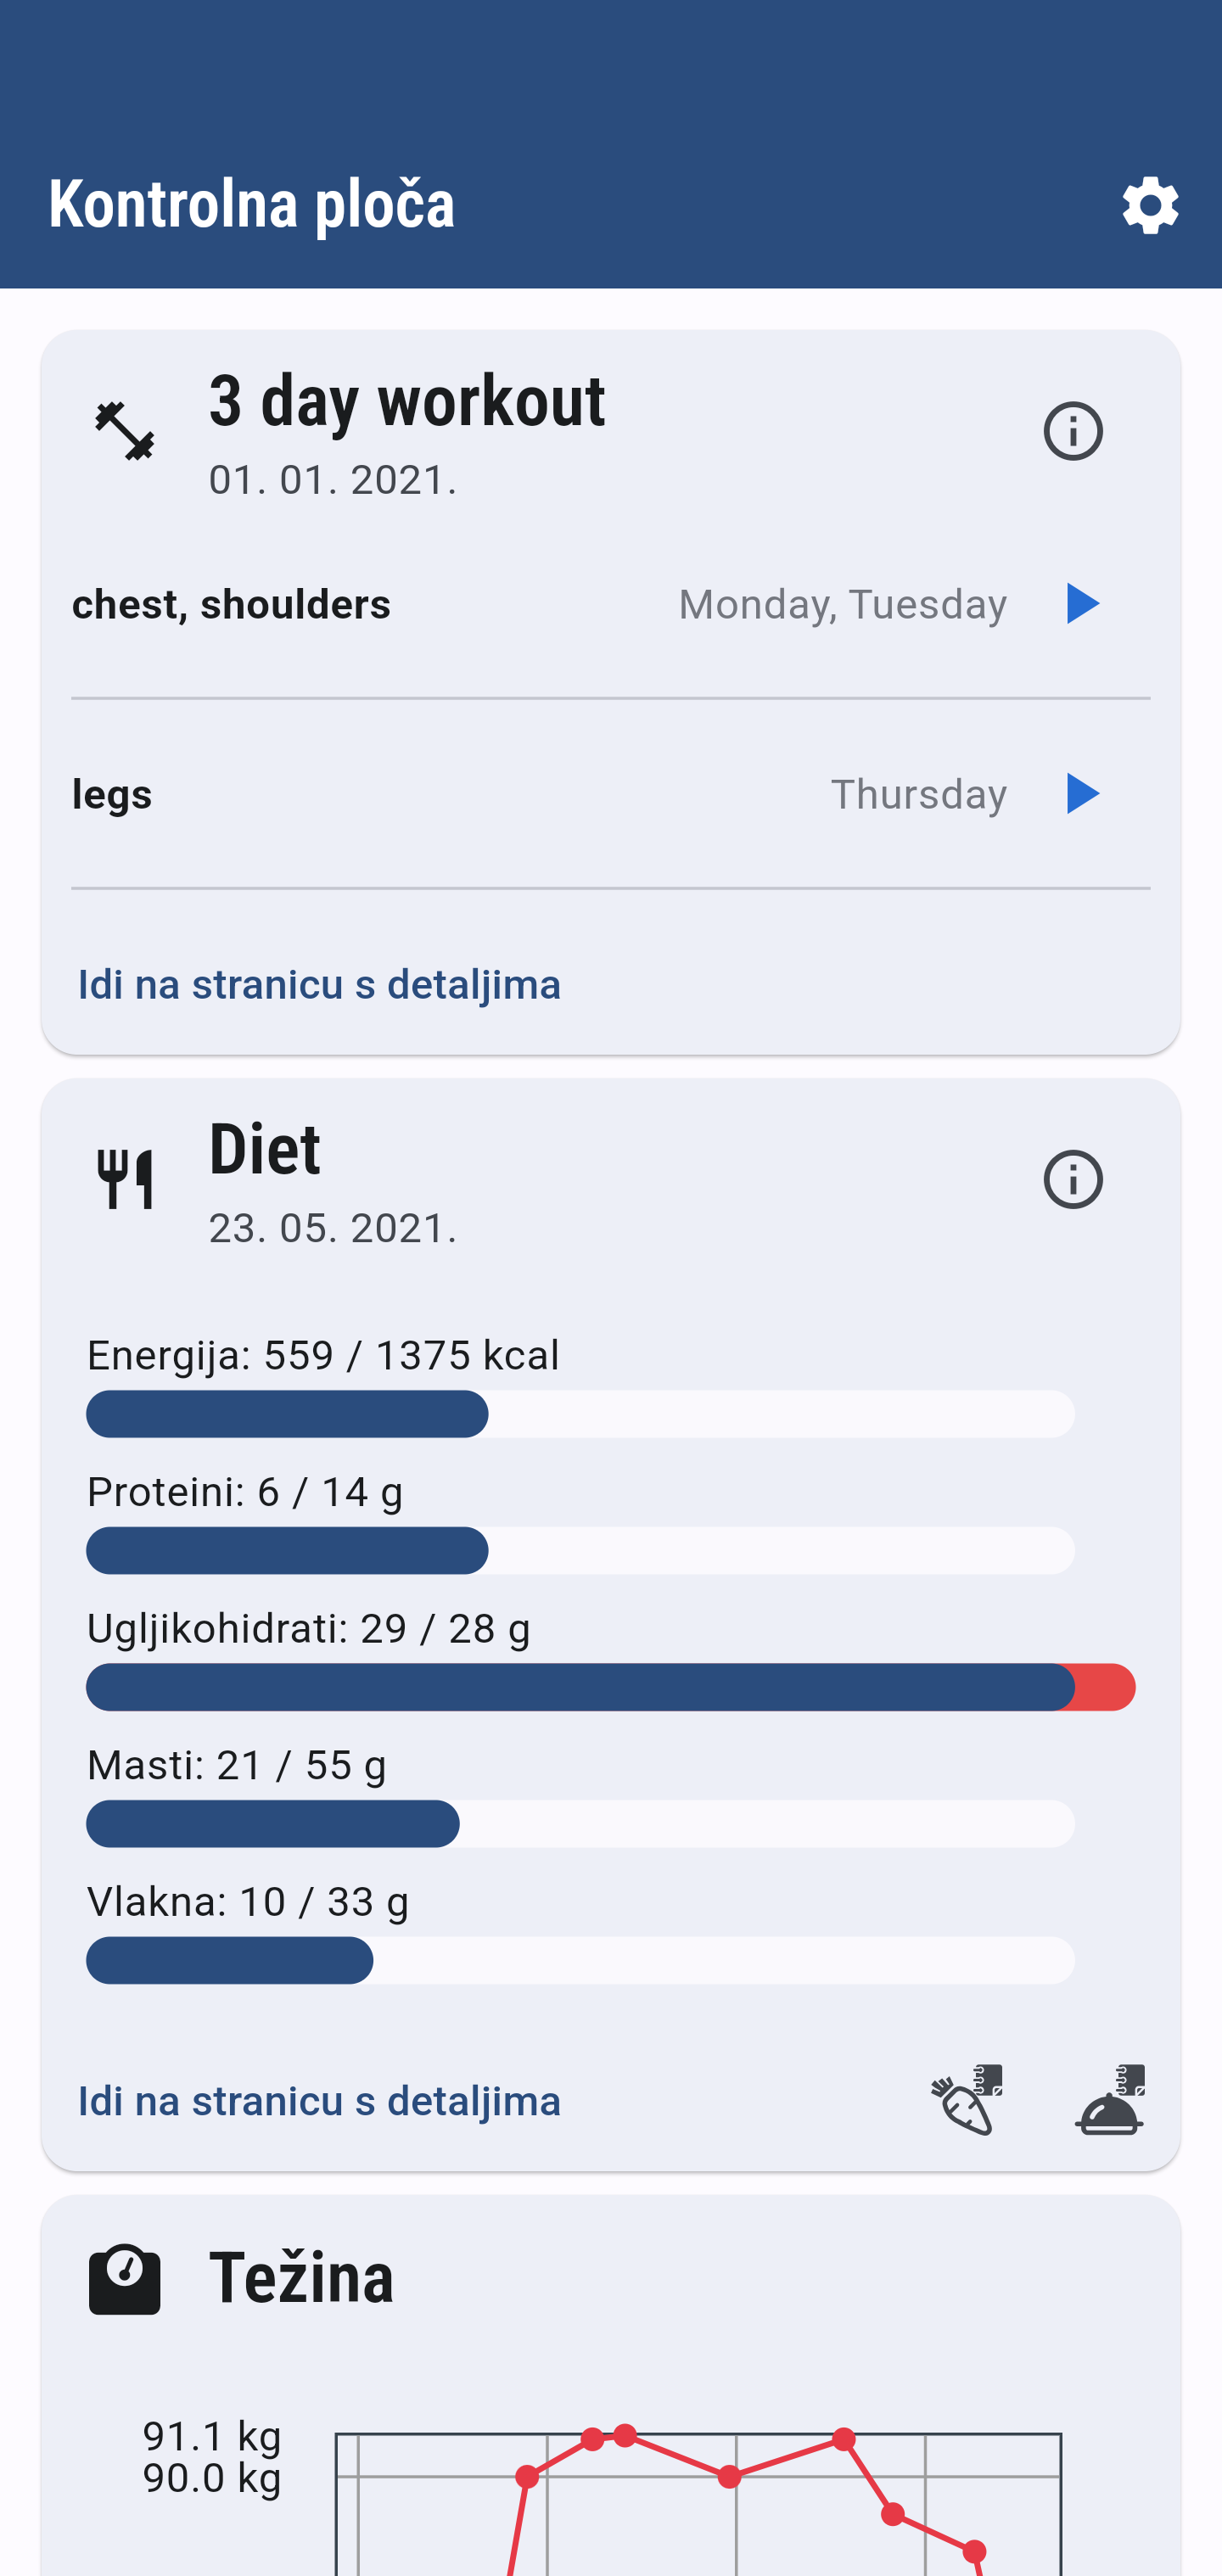 Kontrolna ploča
3 day workout
01. 01. 2021.
chest, shoulders Monday, Tuesday
legs Thursday
Idi na stranicu s detaljima
Diet
23. 05. 2021.
Energija: 559 / 1375 kcal
Proteini: 6 / 14 g
Ugljikohidrati: 29 / 28 g
Masti: 21 / 55 g
Vlakna: 10 / 33 g
Idi na stranicu s detaljima
Težina
91.1 kg
90.0 kg